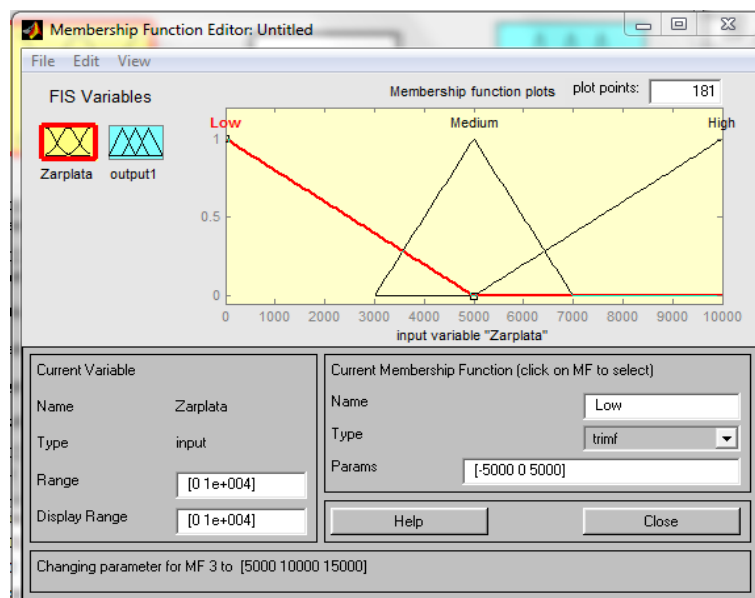 Membership Function Editor: Untitled
File Edit View
FIS Variables
Membership function plots
plot points: 181
Low Medium High
1
0.5
0
Zarplata output1
0 1000 2000 3000 4000 5000 6000 7000 8000 9000 10000
input variable "Zarplata"
Current Variable
Name Zarplata
Type input
Range [0 1e+004]
Display Range [0 1e+004]
Current Membership Function (click on MF to select)
Name Low
Type trimf
Params [-5000 0 5000]
Help Close
Changing parameter for MF 3 to [5000 10000 15000]